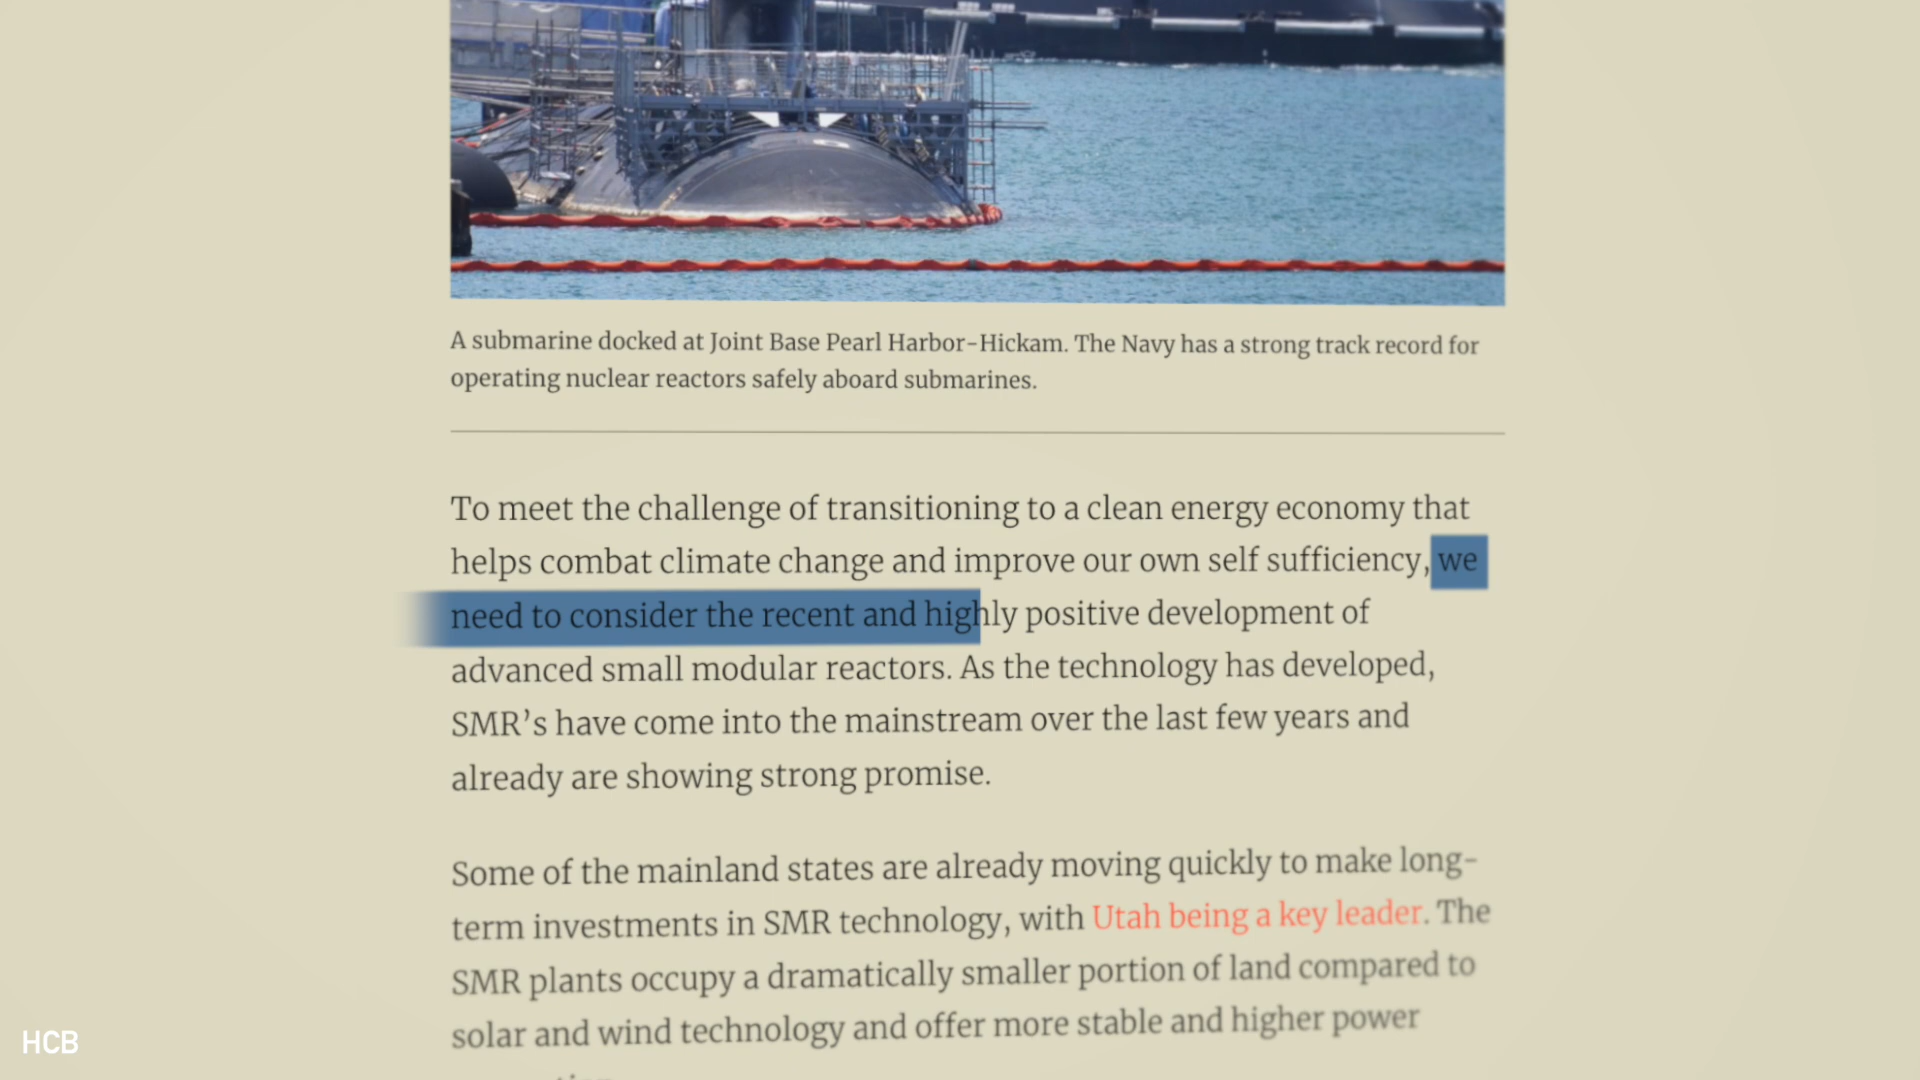 A submarine docked at Joint Base Pearl Harbor-Hickam. The Navy has a strong track record for
operating nuclear reactors safely aboard submarines.
To meet the challenge of transitioning to a clean energy economy that
helps combat climate change and improve our own self sufficiency, we
need to consider the recent and highly positive development of
advanced small modular reactors. As the technology has developed,
SMR’s have come into the mainstream over the last few years and
already are showing strong promise.
Some of the mainland states are already moving quickly to make long-
term investments in SMR technology, with Utah being a key leader. The
SMR plants occupy a dramatically smaller portion of land compared to
solar and wind technology and offer more stable and higher power
HCB